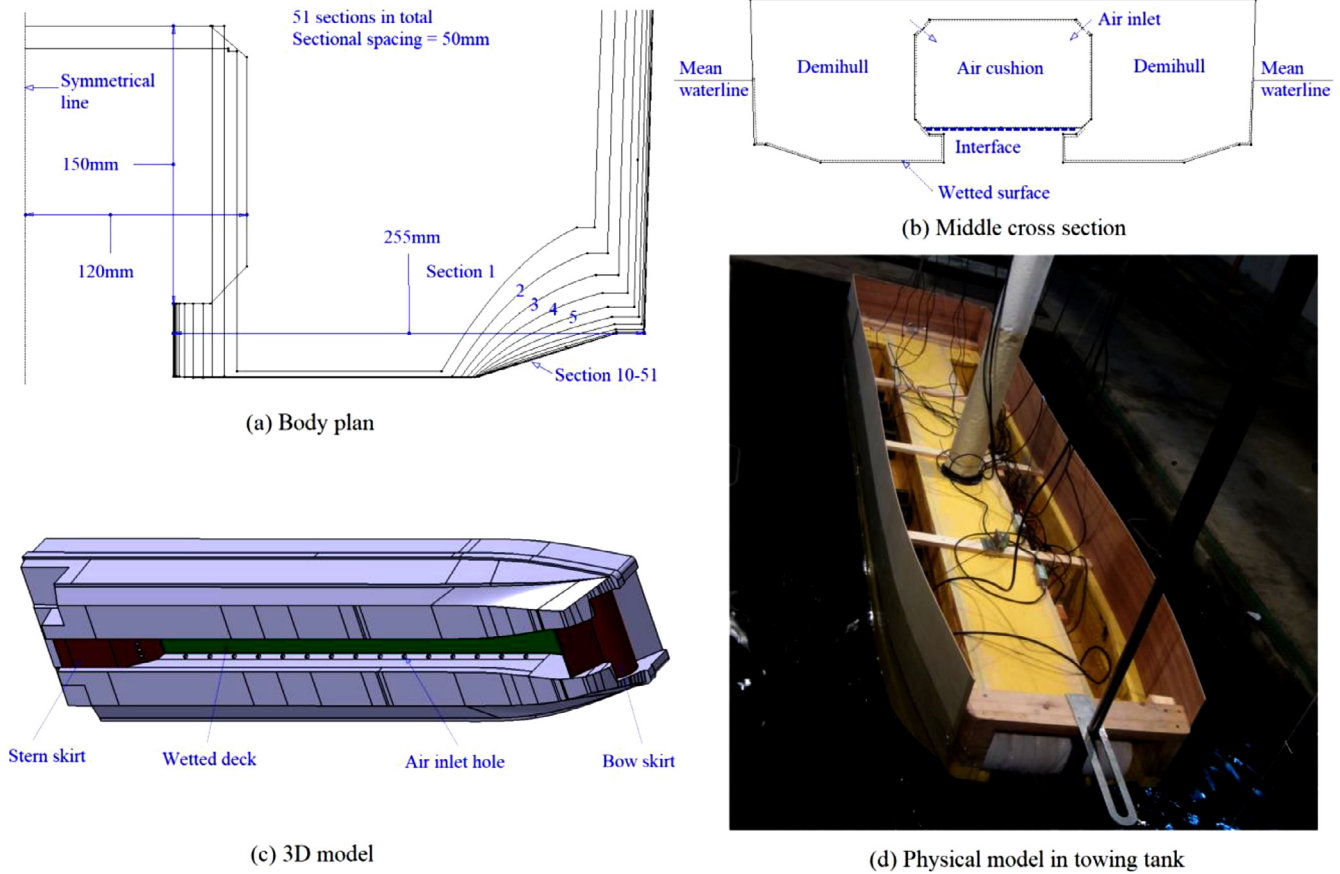 51 sections in total
Sectional spacing = 50mm
Symmetrical
line
150mm
120mm
255mm
Section 1
2
3
4
5
Section 10-51
(a) Body plan
Air inlet
Mean
waterline
Demihull
Air cushion
Demihull
Mean
waterline
Interface
Wetted surface
(b) Middle cross section
Stern skirt
Wetted deck
Air inlet hole
Bow skirt
(c) 3D model
(d) Physical model in towing tank